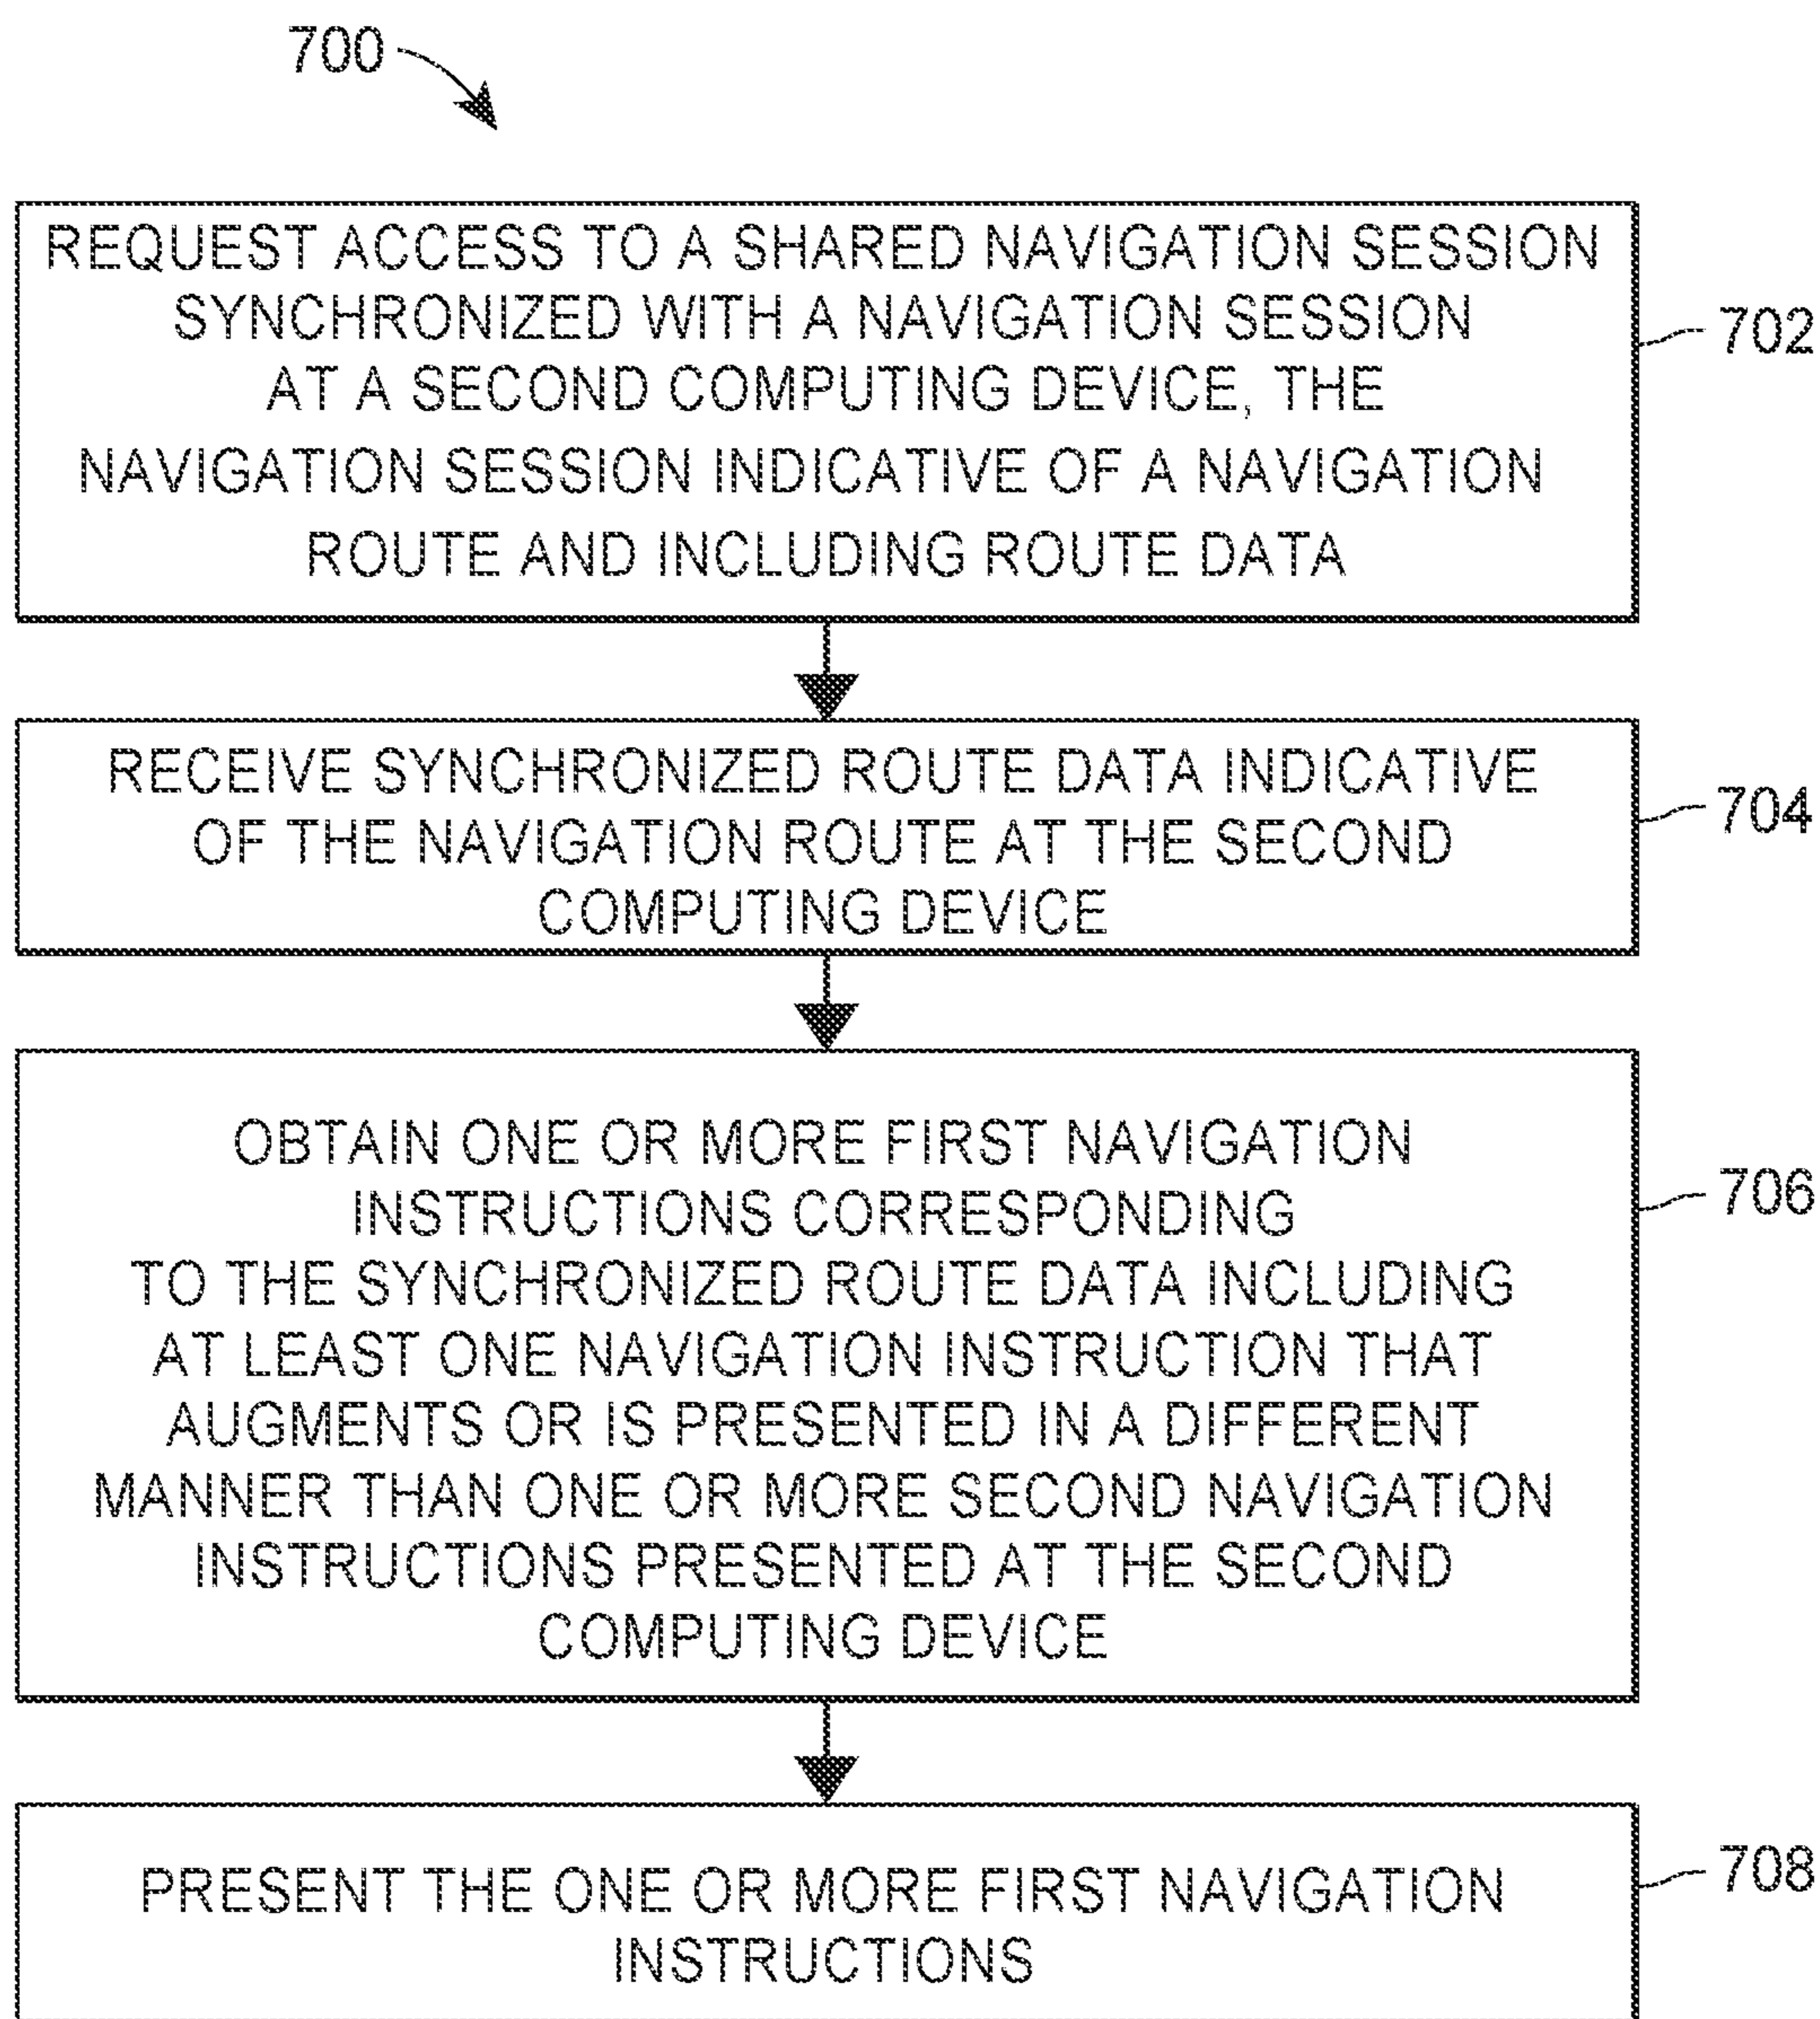 700
REQUEST ACCESS TO A SHARED NAVIGATION SESSION
SYNCHRONIZED WITH A NAVIGATION SESSION
AT A SECOND COMPUTING DEVICE, THE
NAVIGATION SESSION INDICATIVE OF A NAVIGATION
ROUTE AND INCLUDING ROUTE DATA
702
RECEIVE SYNCHRONIZED ROUTE DATA INDICATIVE
OF THE NAVIGATION ROUTE AT THE SECOND
COMPUTING DEVICE
704
OBTAIN ONE OR MORE FIRST NAVIGATION
INSTRUCTIONS CORRESPONDING
TO THE SYNCHRONIZED ROUTE DATA INCLUDING
AT LEAST ONE NAVIGATION INSTRUCTION THAT
AUGMENTS OR IS PRESENTED IN A DIFFERENT
MANNER THAN ONE OR MORE SECOND NAVIGATION
INSTRUCTIONS PRESENTED AT THE SECOND
COMPUTING DEVICE
706
PRESENT THE ONE OR MORE FIRST NAVIGATION
INSTRUCTIONS
708